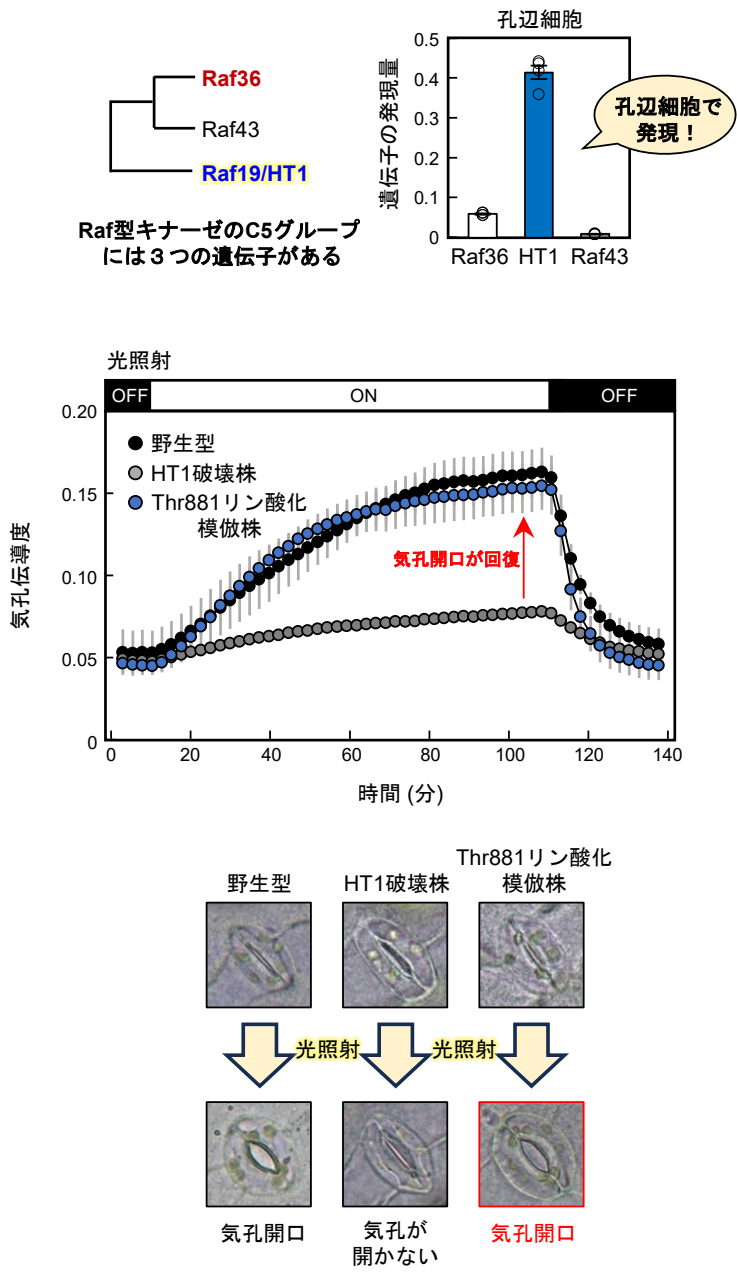 Raf36
Raf43
Raf19/HT1
Raf型キナーゼのC5グループ
には３つの遺伝子がある
孔辺細胞
遺伝子の発現量
0.5
0.4
0.3
0.2
0.1
0
Raf36 HT1 Raf43
孔辺細胞で
発現！
光照射
OFF ON OFF
気孔伝導度
0.20
0.15
0.10
0.05
0
野生型
HT1破壊株
Thr881リン酸化
模倣株
気孔開口が回復
0 20 40 60 80 100 120 140
時間 (分)
野生型
HT1破壊株
Thr881リン酸化
模倣株
光照射 光照射
気孔開口
気孔が
開かない
気孔開口